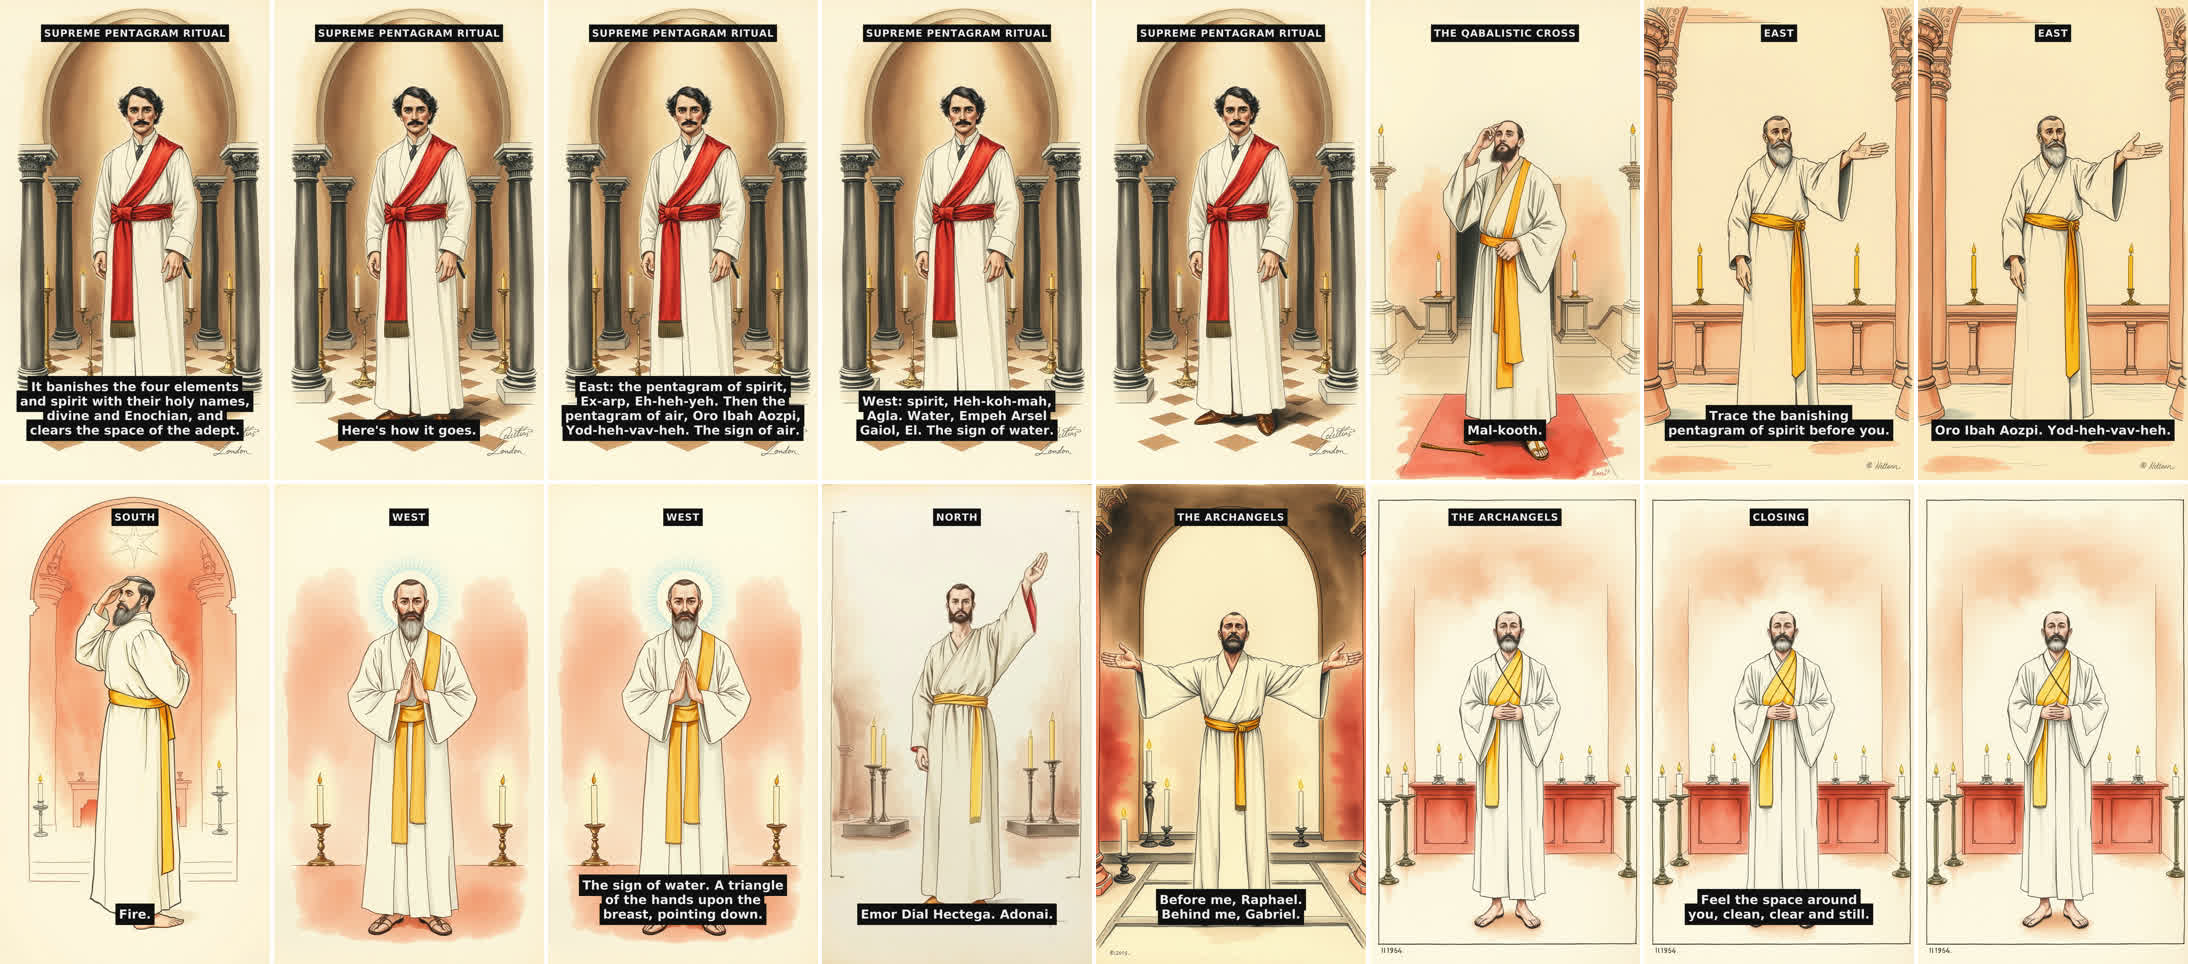 SUPREME PENTAGRAM RITUAL
It banishes the four elements
and spirit with their holy names,
divine and Enochian, and
clears the space of the adept.
SUPREME PENTAGRAM RITUAL
Here's how it goes.
London
SUPREME PENTAGRAM RITUAL
East: the pentagram of spirit,
Ex-arp, Eh-heh-yeh. Then the
pentagram of air, Oro Ibah Aozpi,
Yod-heh-vav-heh. The sign of air.
London
SUPREME PENTAGRAM RITUAL
West: spirit, Heh-koh-mah,
Agla. Water, Empeh Arsel
Gaiol, El. The sign of water.
London
SUPREME PENTAGRAM RITUAL
London
THE QABALISTIC CROSS
Mal-kooth.
EAST
Trace the banishing
pentagram of spirit before you.
EAST
Oro Ibah Aozpi. Yod-heh-vav-heh.
SOUTH
Fire.
WEST
WEST
The sign of water. A triangle
of the hands upon the
breast, pointing down.
NORTH
Emor Dial Hectega. Adonai.
THE ARCHANGELS
Before me, Raphael.
Behind me, Gabriel.
THE ARCHANGELS
111954.
CLOSING
Feel the space around
you, clean, clear and still.
111954.
111954.